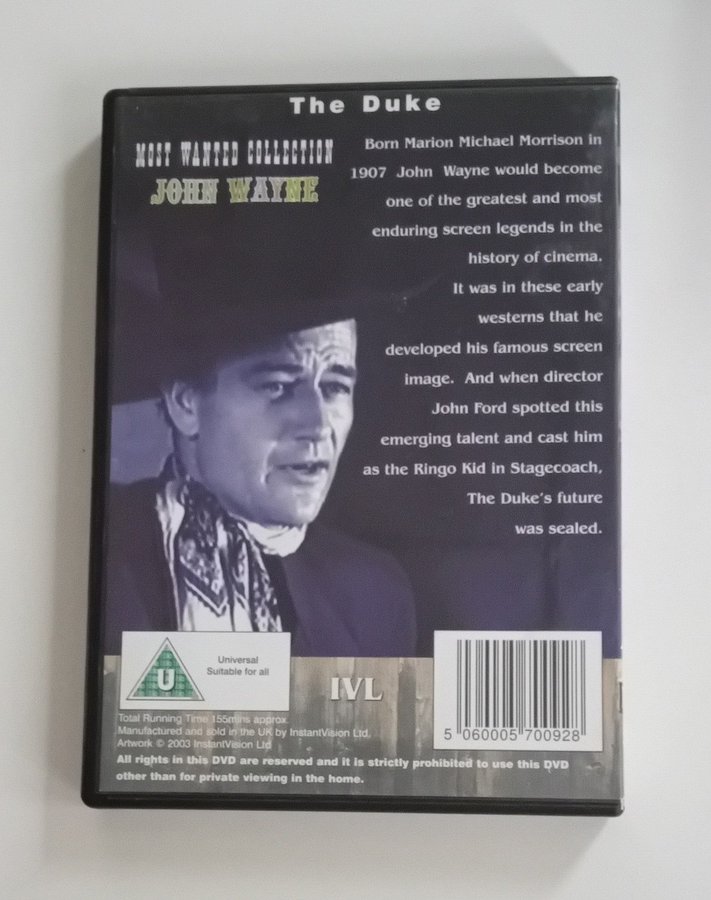 The Duke
MOST WANTED COLLECTION
JOHN WAYNE
Born Marion Michael Morrison in
1907 John Wayne would become
one of the greatest and most
enduring screen legends in the
history of cinema.
It was in these early
westerns that he
developed his famous screen
image. And when director
John Ford spotted this
emerging talent and cast him
as the Ringo Kid in Stagecoach,
The Duke's future
was sealed.
U
Universal
Suitable for all
IVL
5 060005 700928
Total Running Time 155mins approx.
Manufactured and sold in the UK by InstantVision Ltd.
Artwork © 2003 InstantVision Ltd
All rights in this DVD are reserved and it is strictly prohibited to use this DVD
other than for private viewing in the home.